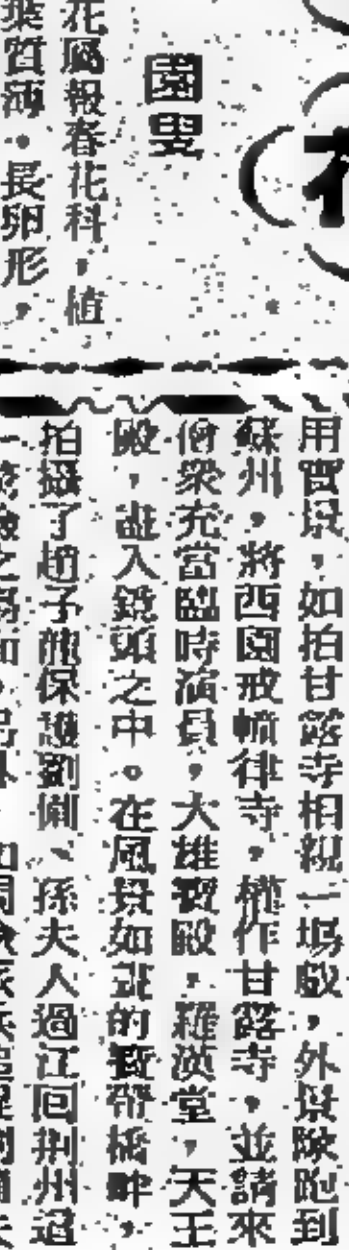 園叟
花屬報春花科，植
葉質薄。長卵形，
用實景，如拍甘露寺相親一塲戲，外景隊跑到
蘇州，將西園戒幢律寺，權作甘露寺，並請來
僧衆充當臨時演員，大雄寶殿，羅漢堂，天王
殿，盡入鏡頭之中。在風景如畫的寶帶橋畔，
拍攝了趙子龍保護劉備、孫夫人過江回荆州這